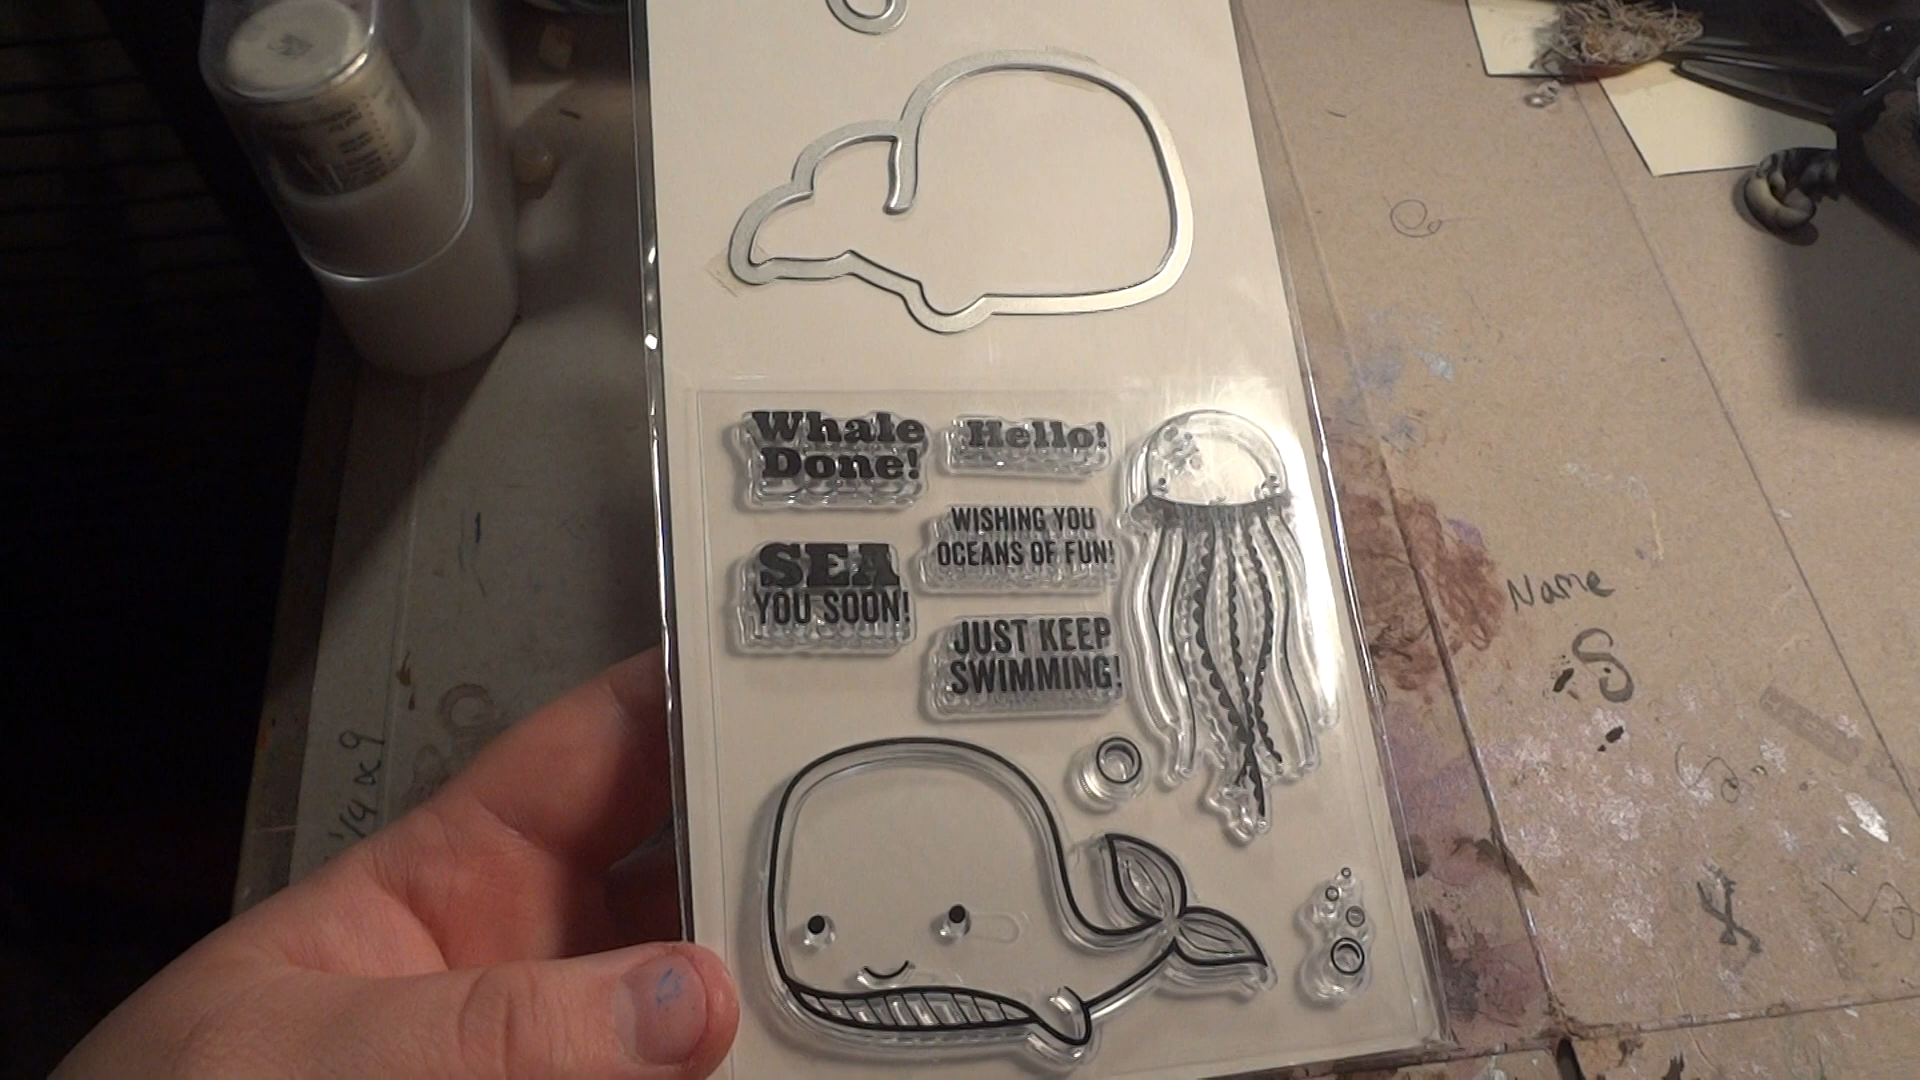 Whale
Done!
Hello!
WISHING YOU
OCEANS OF FUN!
SEA
YOU SOON!
JUST KEEP
SWIMMING!
Name
S